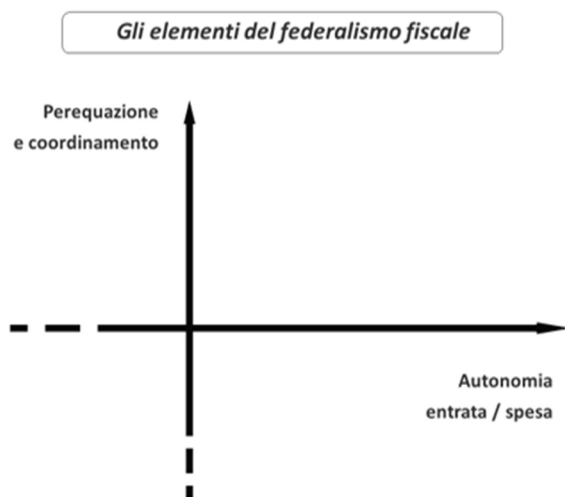 Gli elementi del federalismo fiscale
Perequazione
e coordinamento
Autonomia
entrata / spesa